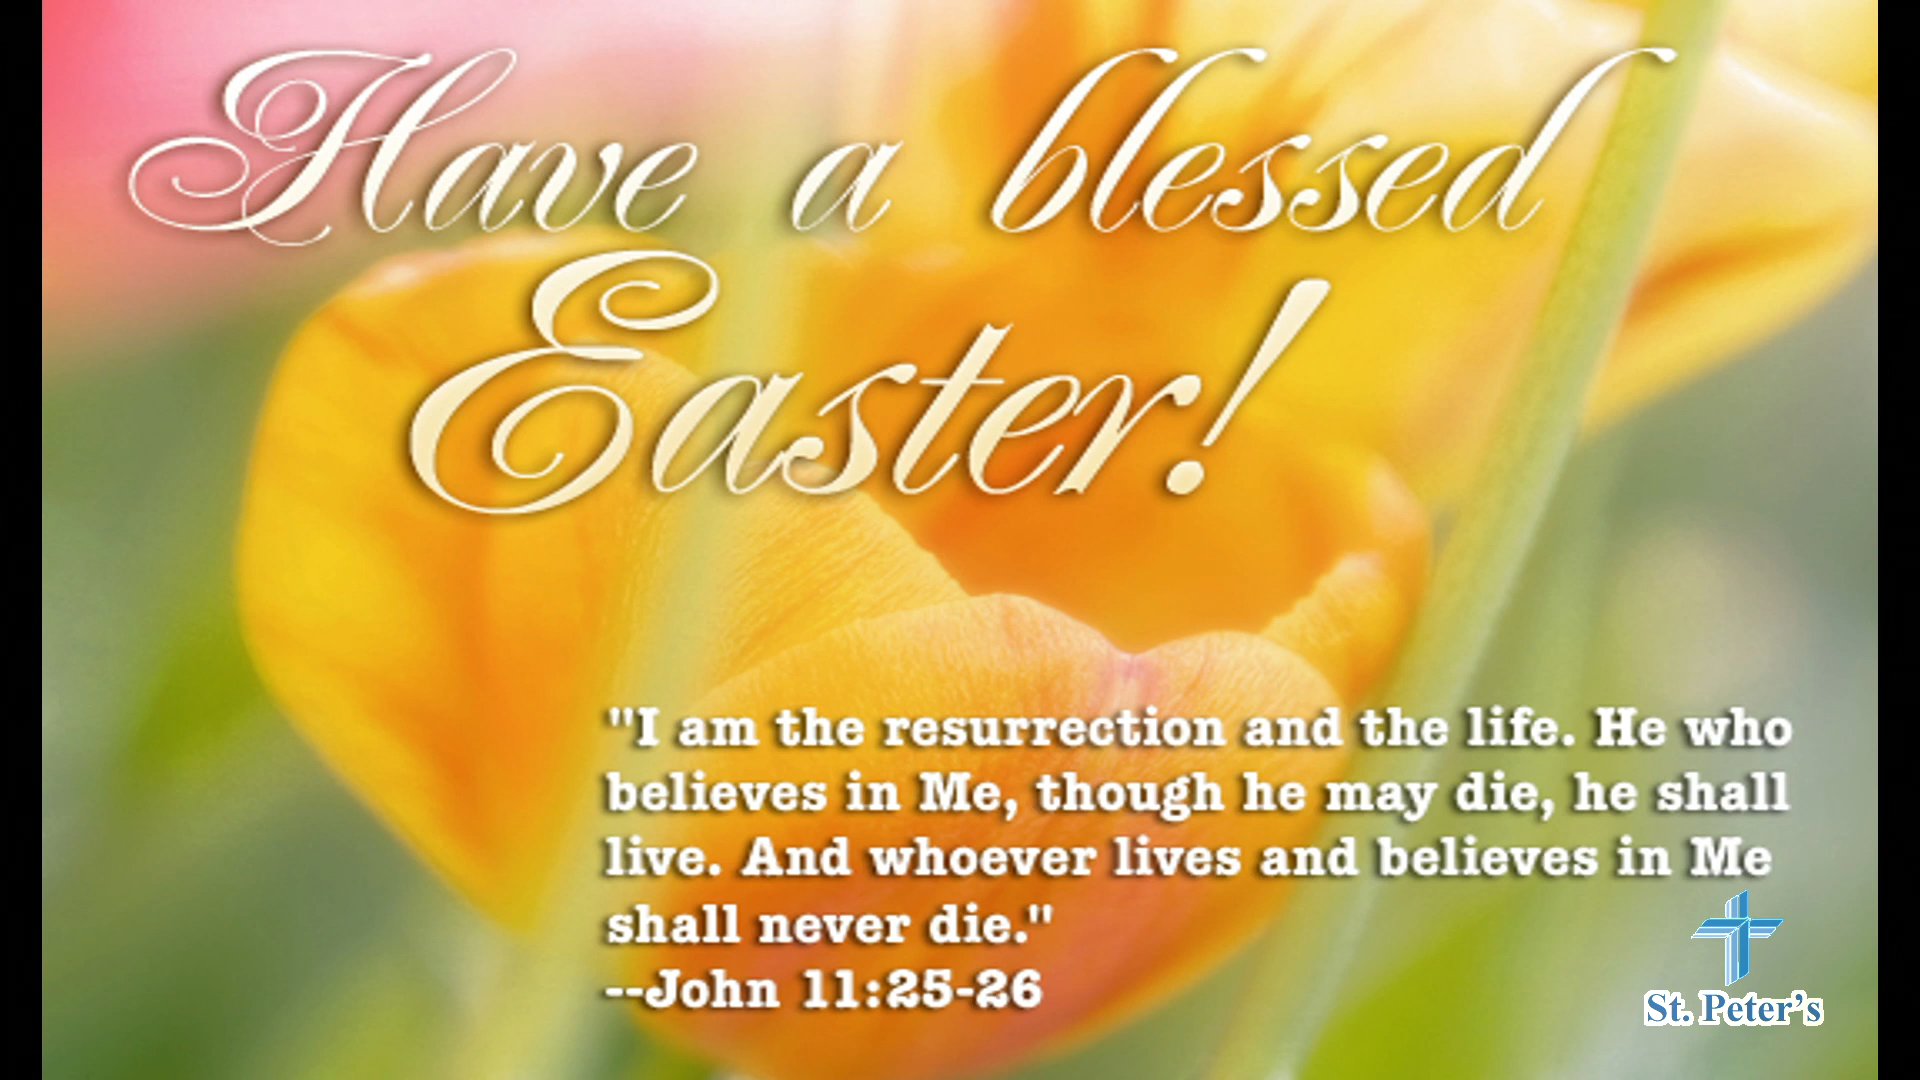 Have a blessed
Easter!
"I am the resurrection and the life. He who
believes in Me, though he may die, he shall
live. And whoever lives and believes in Me
shall never die."
--John 11:25-26
St. Peter's